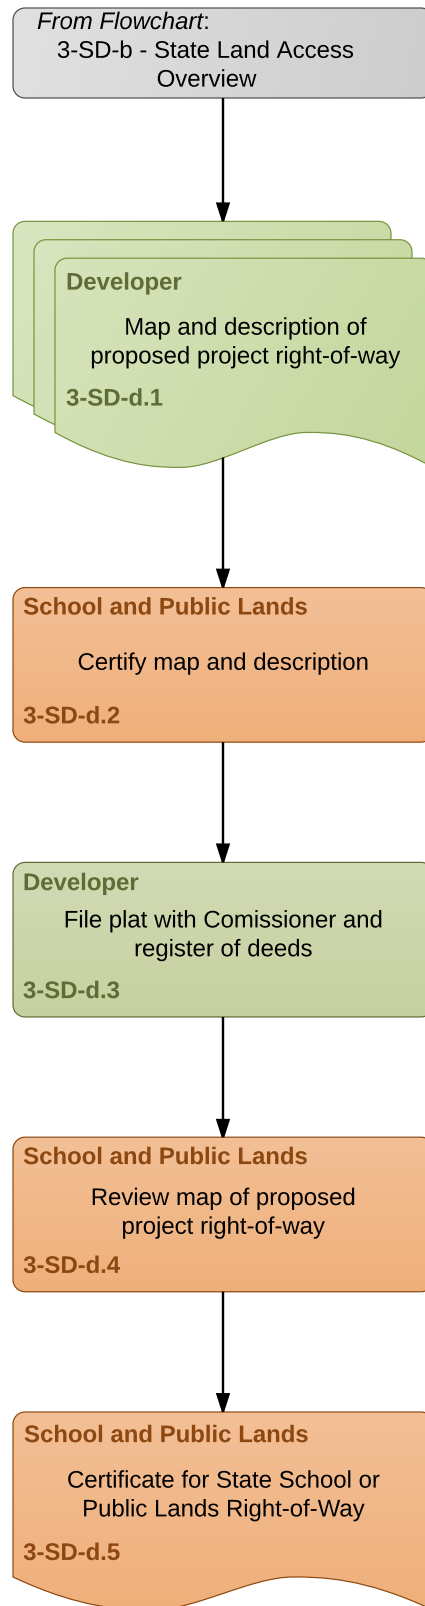 From Flowchart:
3-SD-b - State Land Access
Overview
Developer
Map and description of
proposed project right-of-way
3-SD-d.1
School and Public Lands
Certify map and description
3-SD-d.2
Developer
File plat with Comissioner and
register of deeds
3-SD-d.3
School and Public Lands
Review map of proposed
project right-of-way
3-SD-d.4
School and Public Lands
Certificate for State School or
Public Lands Right-of-Way
3-SD-d.5